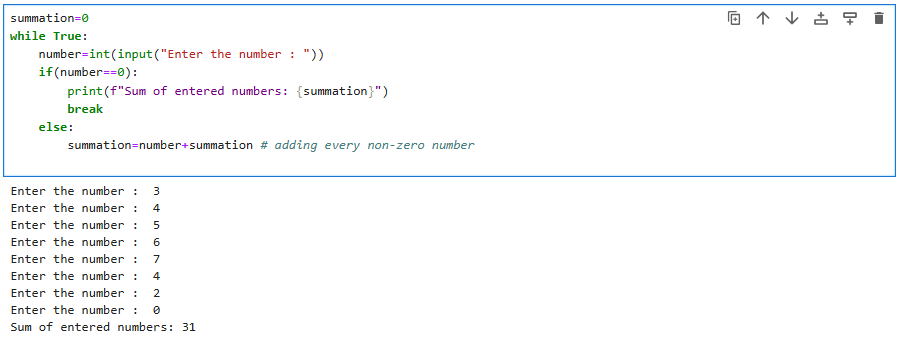 summation=0
while True:
    number=int(input("Enter the number : "))
    if(number==0):
        print(f"Sum of entered numbers: {summation}")
        break
    else:
        summation=number+summation # adding every non-zero number
Enter the number :  3
Enter the number :  4
Enter the number :  5
Enter the number :  6
Enter the number :  7
Enter the number :  4
Enter the number :  2
Enter the number :  0
Sum of entered numbers: 31